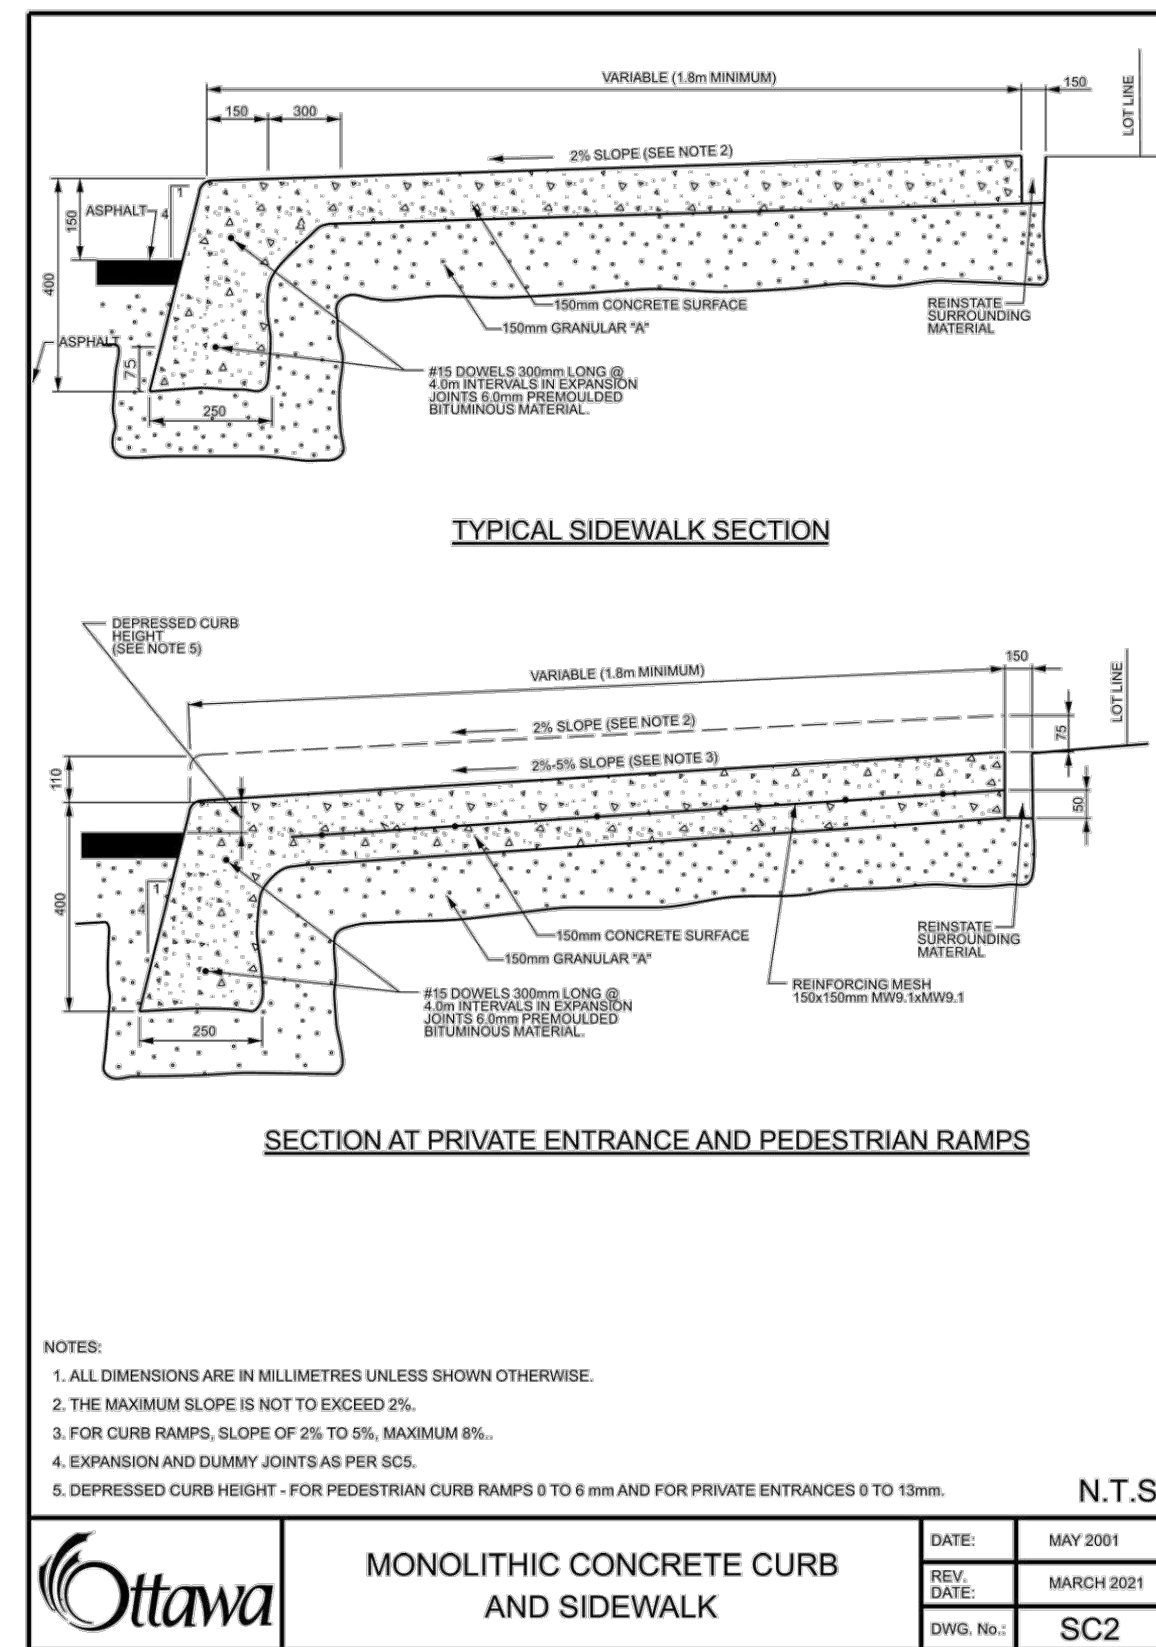 VARIABLE (1.8m MINIMUM)
150
LOT LINE
150
300
2% SLOPE (SEE NOTE 2)
1
4
150
ASPHALT
400
150mm CONCRETE SURFACE
150mm GRANULAR "A"
REINSTATE
SURROUNDING
MATERIAL
ASPHALT
75
#15 DOWELS 300mm LONG @
4.0m INTERVALS IN EXPANSION
JOINTS 6.0mm PREMOULDED
BITUMINOUS MATERIAL.
250
TYPICAL SIDEWALK SECTION
DEPRESSED CURB
HEIGHT
(SEE NOTE 5)
VARIABLE (1.8m MINIMUM)
150
LOT LINE
2% SLOPE (SEE NOTE 2)
75
2%-5% SLOPE (SEE NOTE 3)
110
50
1
4
400
150mm CONCRETE SURFACE
150mm GRANULAR "A"
REINSTATE
SURROUNDING
MATERIAL
REINFORCING MESH
150x150mm MW9.1xMW9.1
#15 DOWELS 300mm LONG @
4.0m INTERVALS IN EXPANSION
JOINTS 6.0mm PREMOULDED
BITUMINOUS MATERIAL.
250
SECTION AT PRIVATE ENTRANCE AND PEDESTRIAN RAMPS
NOTES:
1. ALL DIMENSIONS ARE IN MILLIMETRES UNLESS SHOWN OTHERWISE.
2. THE MAXIMUM SLOPE IS NOT TO EXCEED 2%.
3. FOR CURB RAMPS, SLOPE OF 2% TO 5%, MAXIMUM 8%..
4. EXPANSION AND DUMMY JOINTS AS PER SC5.
5. DEPRESSED CURB HEIGHT - FOR PEDESTRIAN CURB RAMPS 0 TO 6 mm AND FOR PRIVATE ENTRANCES 0 TO 13mm.
N.T.S
Ottawa
MONOLITHIC CONCRETE CURB
AND SIDEWALK
DATE: MAY 2001
REV.
DATE: MARCH 2021
DWG. No.: SC2